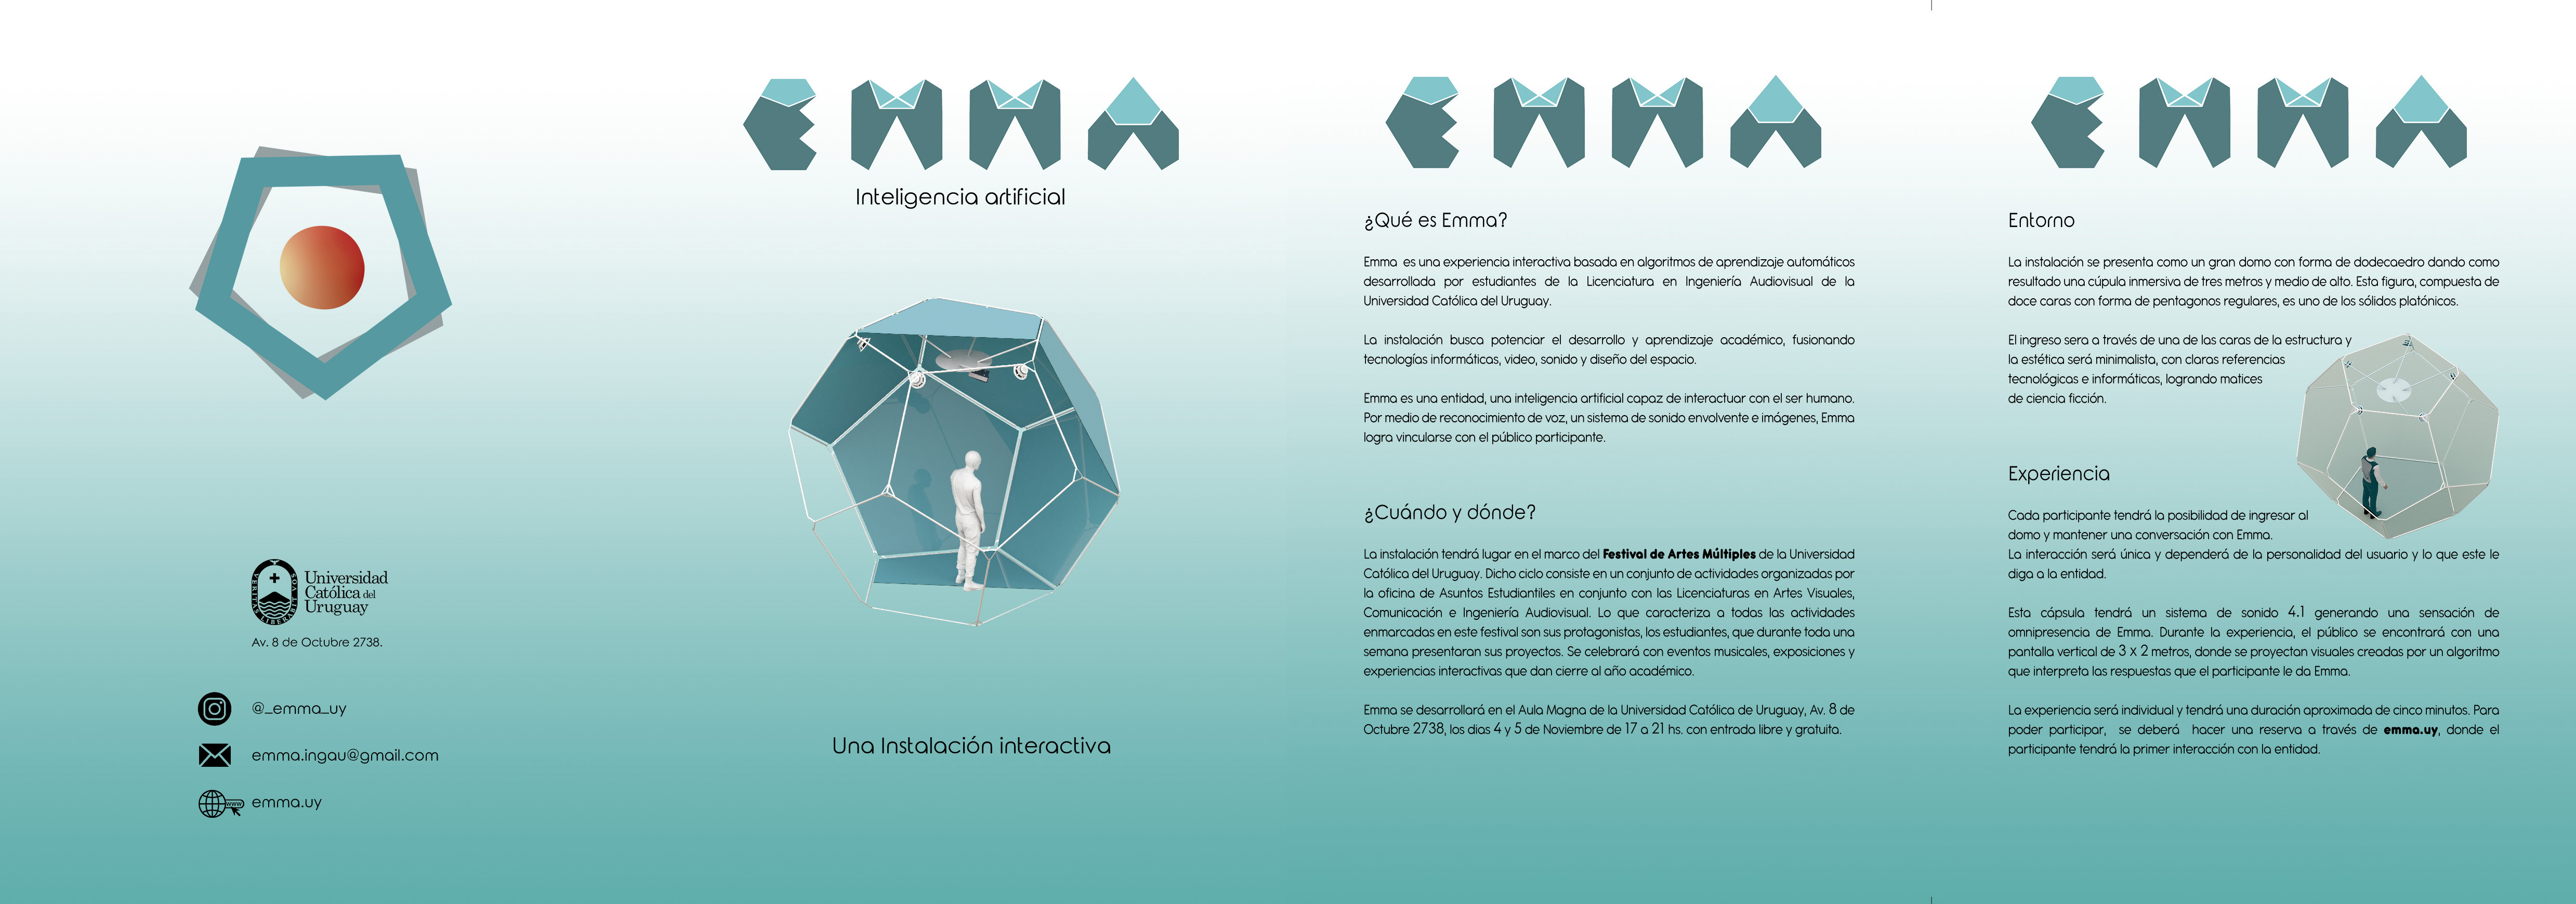 VERITAS VOS LIBERABIT
Universidad
Católica del
Uruguay
Av. 8 de Octubre 2738.
@_emma_uy
emma.ingau@gmail.com
www
emma.uy
EMMA
Inteligencia artificial
Una Instalación interactiva
EMMA
¿Qué es Emma?
Emma es una experiencia interactiva basada en algoritmos de aprendizaje automáticos
desarrollada por estudiantes de la Licenciatura en Ingeniería Audiovisual de la
Universidad Católica del Uruguay.
La instalación busca potenciar el desarrollo y aprendizaje académico, fusionando
tecnologías informáticas, video, sonido y diseño del espacio.
Emma es una entidad, una inteligencia artificial capaz de interactuar con el ser humano.
Por medio de reconocimiento de voz, un sistema de sonido envolvente e imágenes, Emma
logra vincularse con el público participante.
¿Cuándo y dónde?
La instalación tendrá lugar en el marco del Festival de Artes Múltiples de la Universidad
Católica del Uruguay. Dicho ciclo consiste en un conjunto de actividades organizadas por
la oficina de Asuntos Estudiantiles en conjunto con las Licenciaturas en Artes Visuales,
Comunicación e Ingeniería Audiovisual. Lo que caracteriza a todas las actividades
enmarcadas en este festival son sus protagonistas, los estudiantes, que durante toda una
semana presentaran sus proyectos. Se celebrará con eventos musicales, exposiciones y
experiencias interactivas que dan cierre al año académico.
Emma se desarrollará en el Aula Magna de la Universidad Católica de Uruguay, Av. 8 de
Octubre 2738, los dias 4 y 5 de Noviembre de 17 a 21 hs. con entrada libre y gratuita.
EMMA
Entorno
La instalación se presenta como un gran domo con forma de dodecaedro dando como
resultado una cúpula inmersiva de tres metros y medio de alto. Esta figura, compuesta de
doce caras con forma de pentagonos regulares, es uno de los sólidos platónicos.
El ingreso sera a través de una de las caras de la estructura y
la estética será minimalista, con claras referencias
tecnológicas e informáticas, logrando matices
de ciencia ficción.
Experiencia
Cada participante tendrá la posibilidad de ingresar al
domo y mantener una conversación con Emma.
La interacción será única y dependerá de la personalidad del usuario y lo que este le
diga a la entidad.
Esta cápsula tendrá un sistema de sonido 4.1 generando una sensación de
omnipresencia de Emma. Durante la experiencia, el público se encontrará con una
pantalla vertical de 3 x 2 metros, donde se proyectan visuales creadas por un algoritmo
que interpreta las respuestas que el participante le da Emma.
La experiencia será individual y tendrá una duración aproximada de cinco minutos. Para
poder participar, se deberá hacer una reserva a través de emma.uy, donde el
participante tendrá la primer interacción con la entidad.